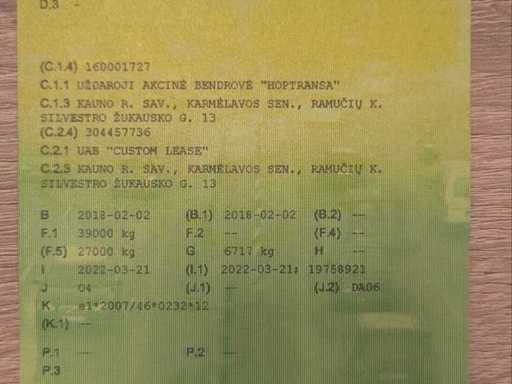 D.3 -
(C.1.4) 160001727
C.1.1 UŽDAROJI AKCINĖ BENDROVĖ "HOPTRANSA"
C.1.3 KAUNO R. SAV., KARMĖLAVOS SEN., RAMUČIŲ K.
SILVESTRO ŽUKAUSKO G. 13
(C.2.4) 304457736
C.2.1 UAB "CUSTOM LEASE"
C.2.3 KAUNO R. SAV., KARMĖLAVOS SEN., RAMUČIŲ K.
SILVESTRO ŽUKAUSKO G. 13
B 2018-02-02 (B.1) 2018-02-02 (B.2) --
F.1 39000 kg F.2 -- (F.4) --
(F.5) 27000 kg G 6717 kg H --
I 2022-03-21 (I.1) 2022-03-21; 19758921
J 04 (J.1) -- (J.2) DA06
K e1*2007/46*0232*12
(K.1) --
P.1 -- P.2 --
P.3